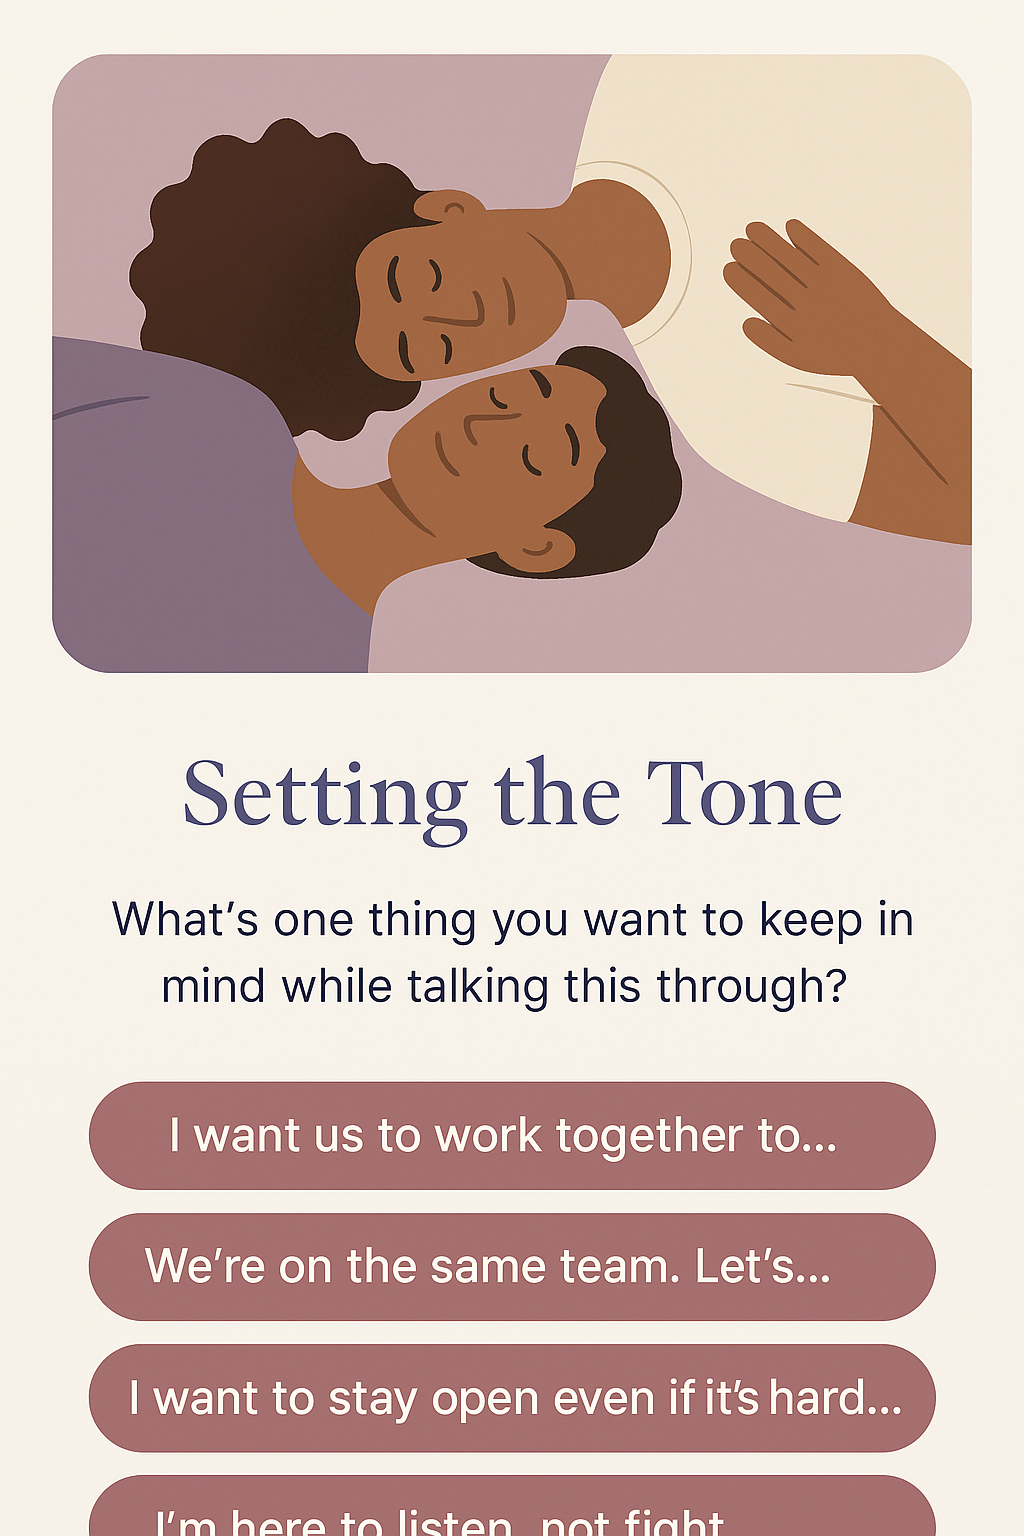 Setting the Tone
What’s one thing you want to keep in
mind while talking this through?
I want us to work together to...
We’re on the same team. Let’s...
I want to stay open even if it’s hard...
I’m here to listen, not fight